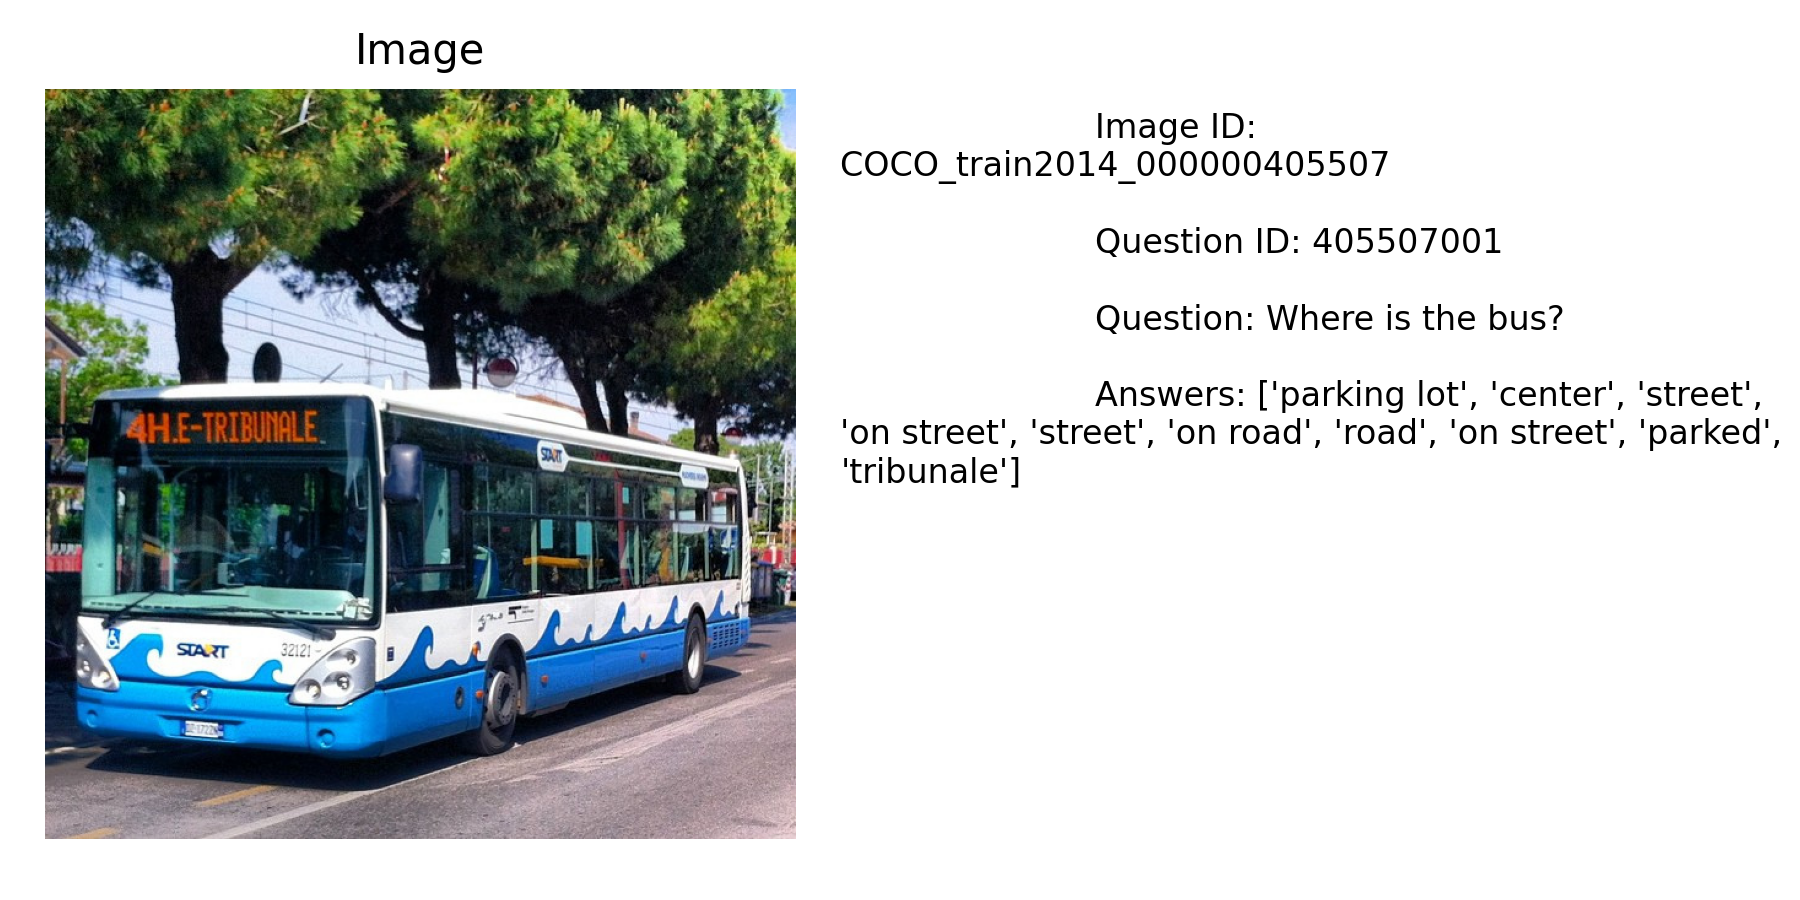 Image
4H.E-TRIBUNALE
START
START
32121
Image ID:
COCO_train2014_000000405507
Question ID: 405507001
Question: Where is the bus?
Answers: ['parking lot', 'center', 'street',
'on street', 'street', 'on road', 'road', 'on street', 'parked',
'tribunale']